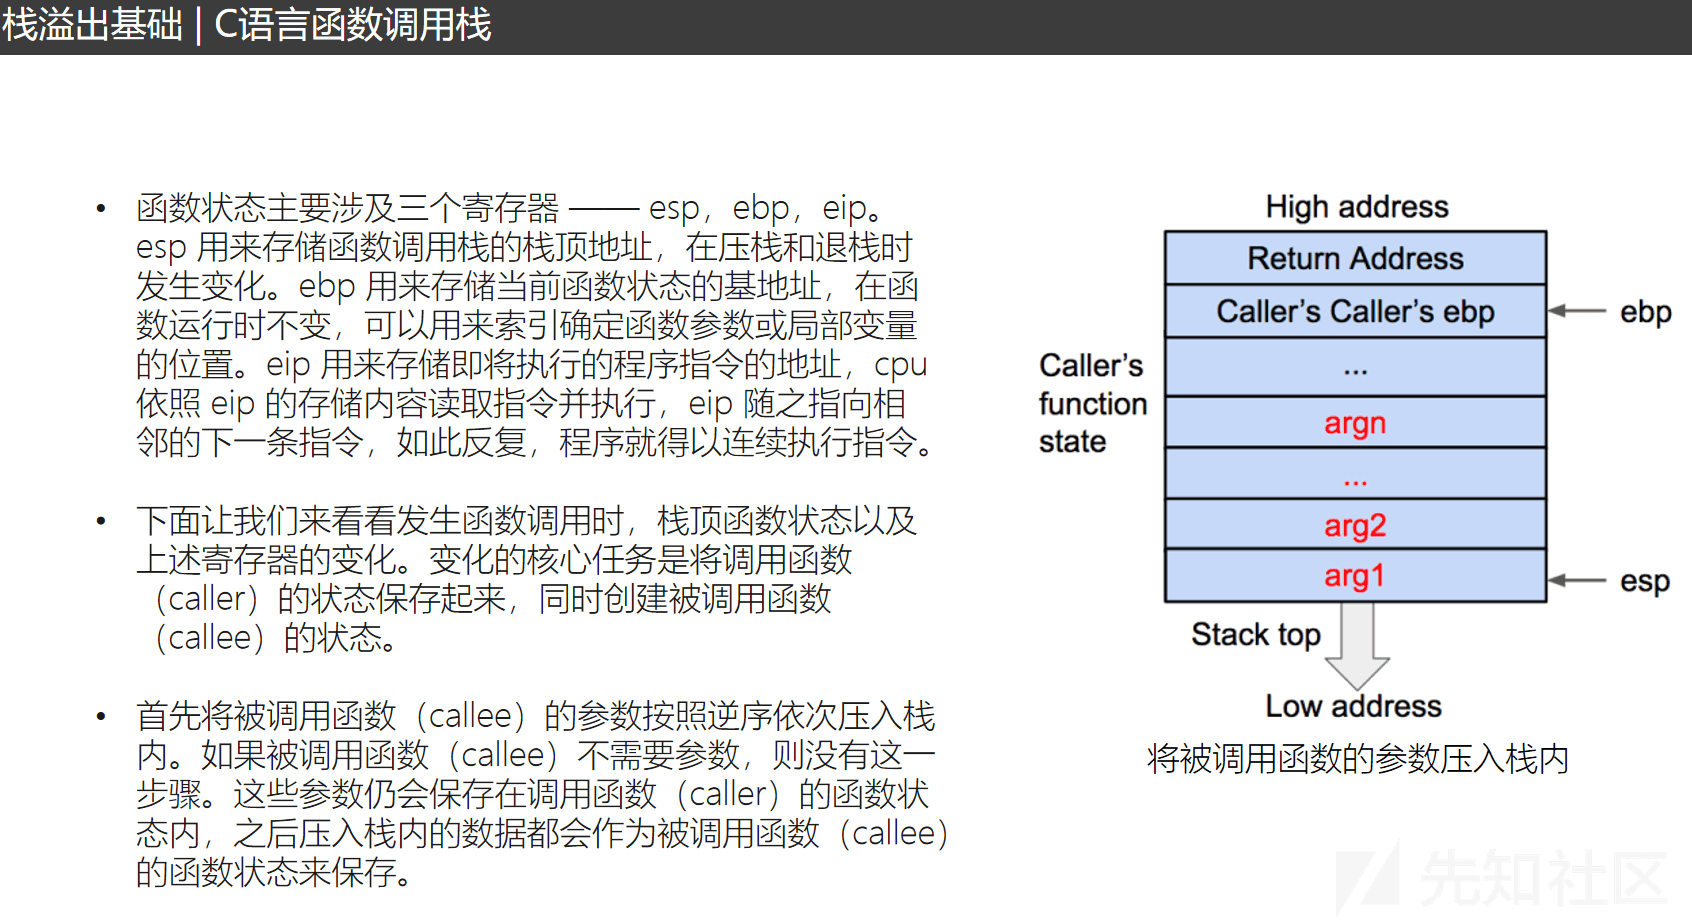 栈溢出基础 | C语言函数调用栈
• 函数状态主要涉及三个寄存器 —— esp，ebp，eip。
esp 用来存储函数调用栈的栈顶地址，在压栈和退栈时
发生变化。ebp 用来存储当前函数状态的基地址，在函
数运行时不变，可以用来索引确定函数参数或局部变量
的位置。eip 用来存储即将执行的程序指令的地址，cpu
依照 eip 的存储内容读取指令并执行，eip 随之指向相
邻的下一条指令，如此反复，程序就得以连续执行指令。
• 下面让我们来看看发生函数调用时，栈顶函数状态以及
上述寄存器的变化。变化的核心任务是将调用函数
（caller）的状态保存起来，同时创建被调用函数
（callee）的状态。
• 首先将被调用函数（callee）的参数按照逆序依次压入栈
内。如果被调用函数（callee）不需要参数，则没有这一
步骤。这些参数仍会保存在调用函数（caller）的函数状
态内，之后压入栈内的数据都会作为被调用函数（callee）
的函数状态来保存。
High address
Return Address
Caller’s Caller’s ebp
ebp
...
Caller’s
function
state
argn
...
arg2
arg1
esp
Stack top
Low address
将被调用函数的参数压入栈内
先知社区